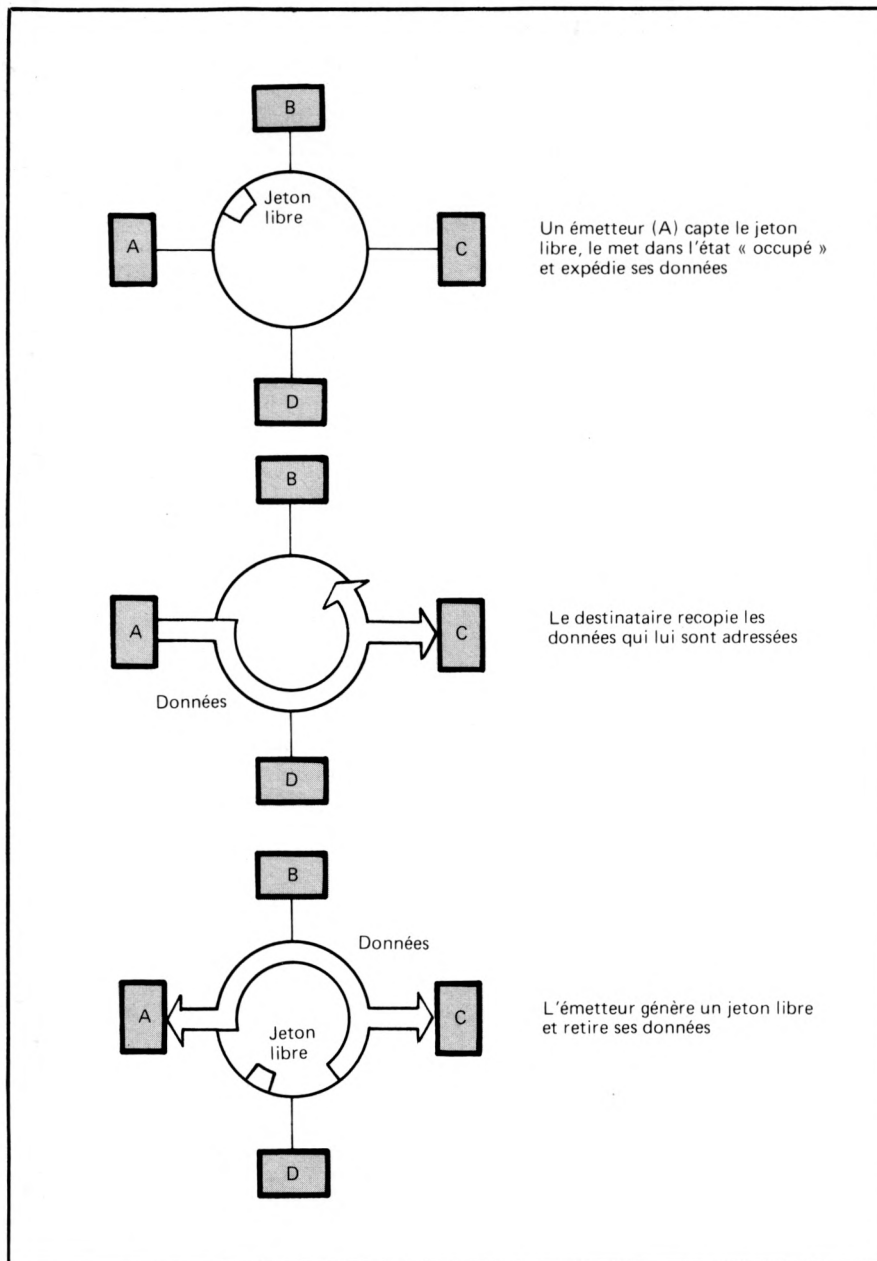 B
Jeton
libre
A
C
Un émetteur (A) capte le jeton
libre, le met dans l'état « occupé »
et expédie ses données
D
B
A
C
Le destinataire recopie les
données qui lui sont adressées
Données
D
B
Données
A
C
Jeton
libre
L'émetteur génère un jeton libre
et retire ses données
D